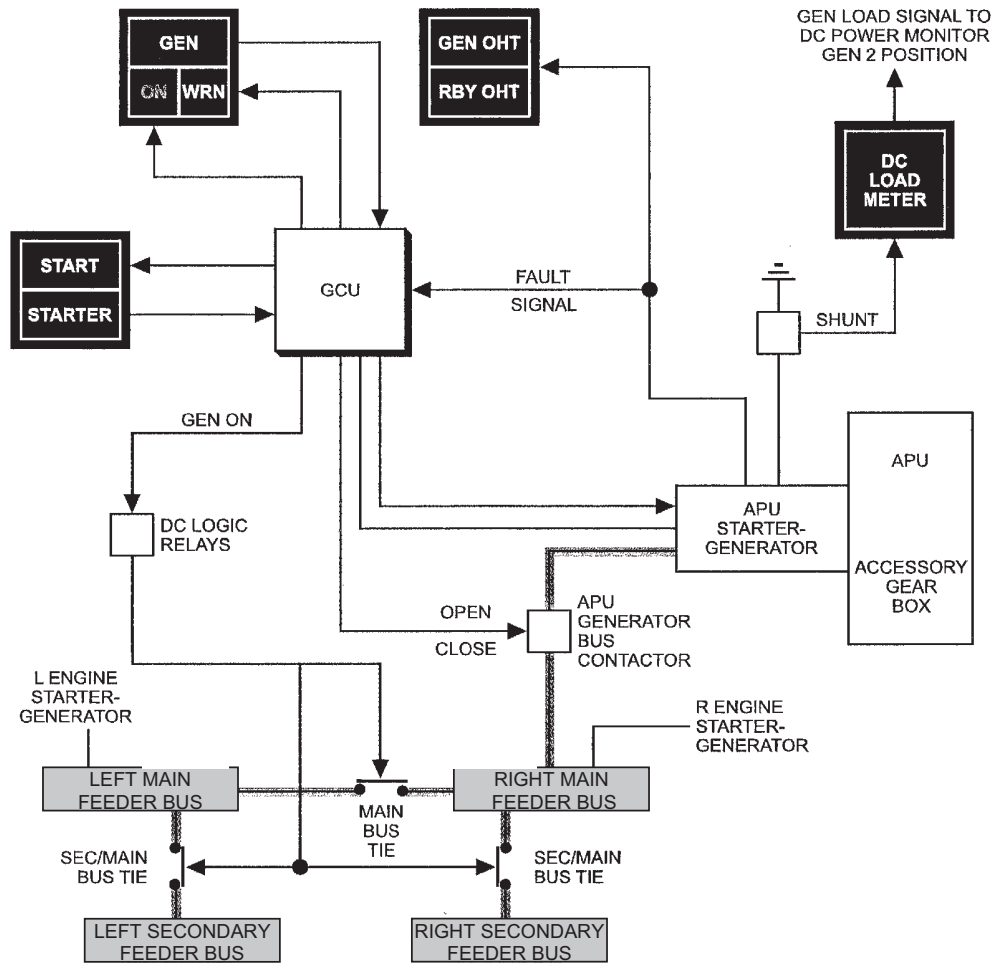 GEN LOAD SIGNAL TO
DC POWER MONITOR
GEN 2 POSITION
GEN
ON
WRN
GEN OHT
RBY OHT
DC
LOAD
METER
START
STARTER
GCU
FAULT
SIGNAL
SHUNT
GEN ON
DC LOGIC
RELAYS
APU
STARTER-
GENERATOR
APU
ACCESSORY
GEAR
BOX
OPEN
CLOSE
APU
GENERATOR
BUS
CONTACTOR
L ENGINE
STARTER-
GENERATOR
R ENGINE
STARTER-
GENERATOR
LEFT MAIN
FEEDER BUS
MAIN
BUS
TIE
RIGHT MAIN
FEEDER BUS
SEC/MAIN
BUS TIE
SEC/MAIN
BUS TIE
LEFT SECONDARY
FEEDER BUS
RIGHT SECONDARY
FEEDER BUS